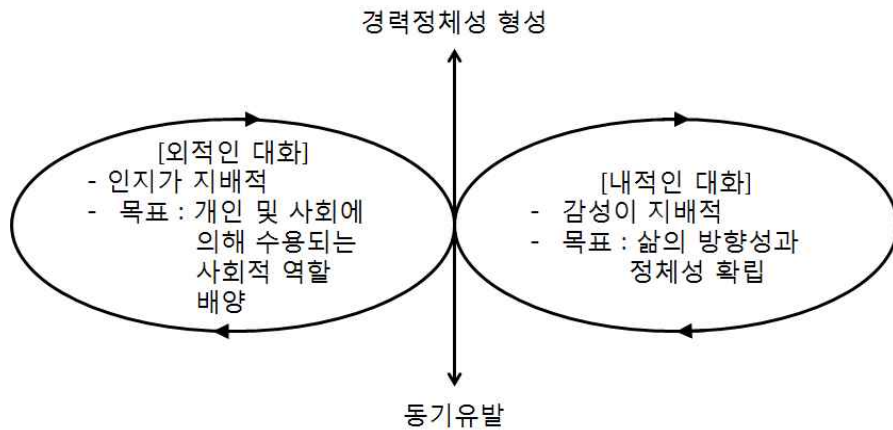 경력정체성 형성
[외적인 대화]
- 인지가 지배적
- 목표 : 개인 및 사회에
의해 수용되는
사회적 역할
배양
[내적인 대화]
- 감성이 지배적
- 목표 : 삶의 방향성과
정체성 확립
동기유발